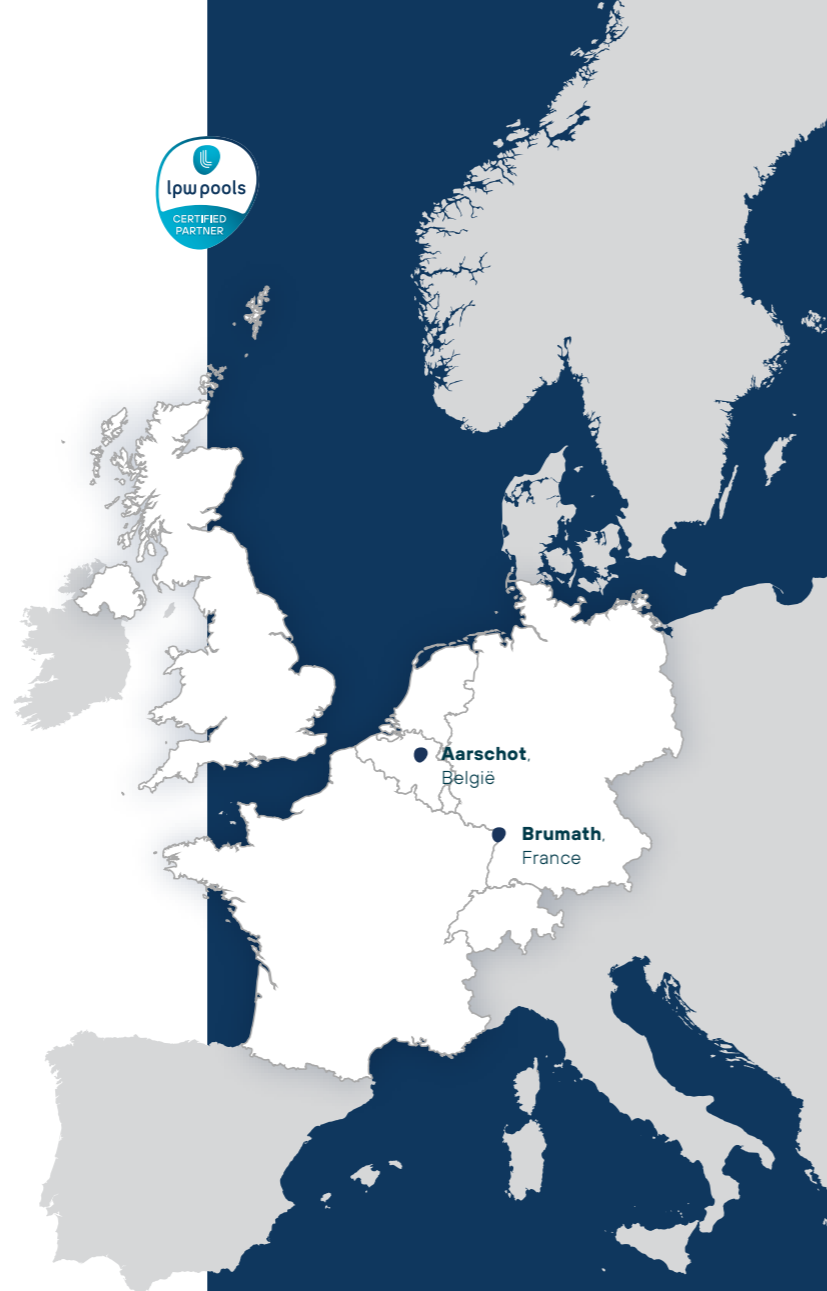 lpw pools
CERTIFIED
PARTNER
Aarschot,
België
Brumath,
France